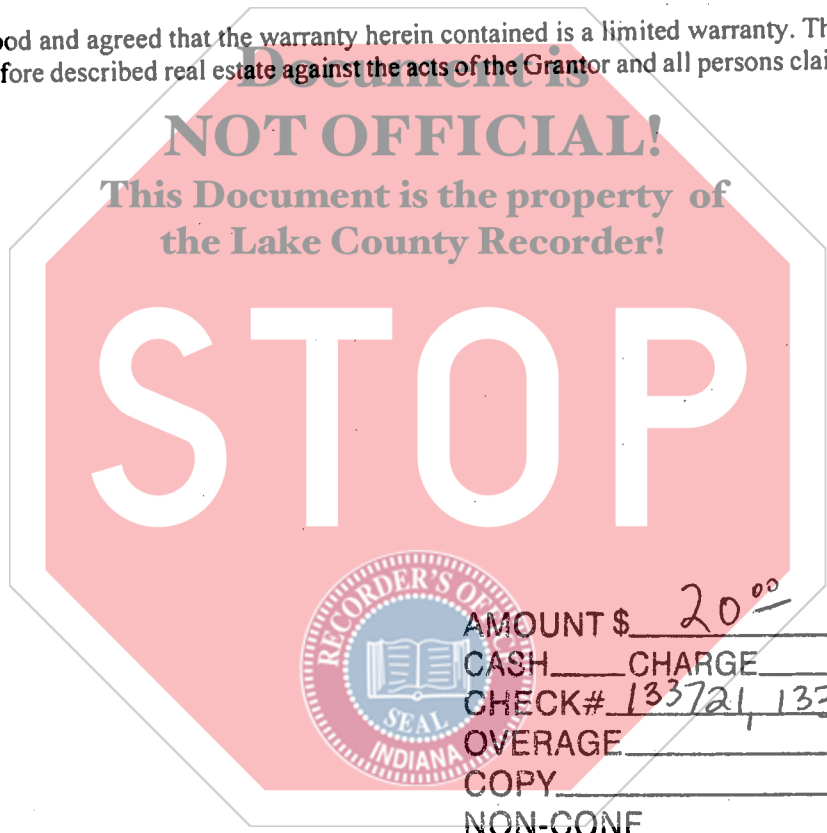 ood and agreed that the warranty herein contained is a limited warranty. Th
fore described real estate against the acts of the Grantor and all persons clai
Document is
NOT OFFICIAL!
This Document is the property of
the Lake County Recorder!
STOP
RECORDER'S OFFICE
SEAL
INDIANA
AMOUNT $ 20 00
CASH CHARGE
CHECK# 133721, 133
OVERAGE
COPY
NON-CONF